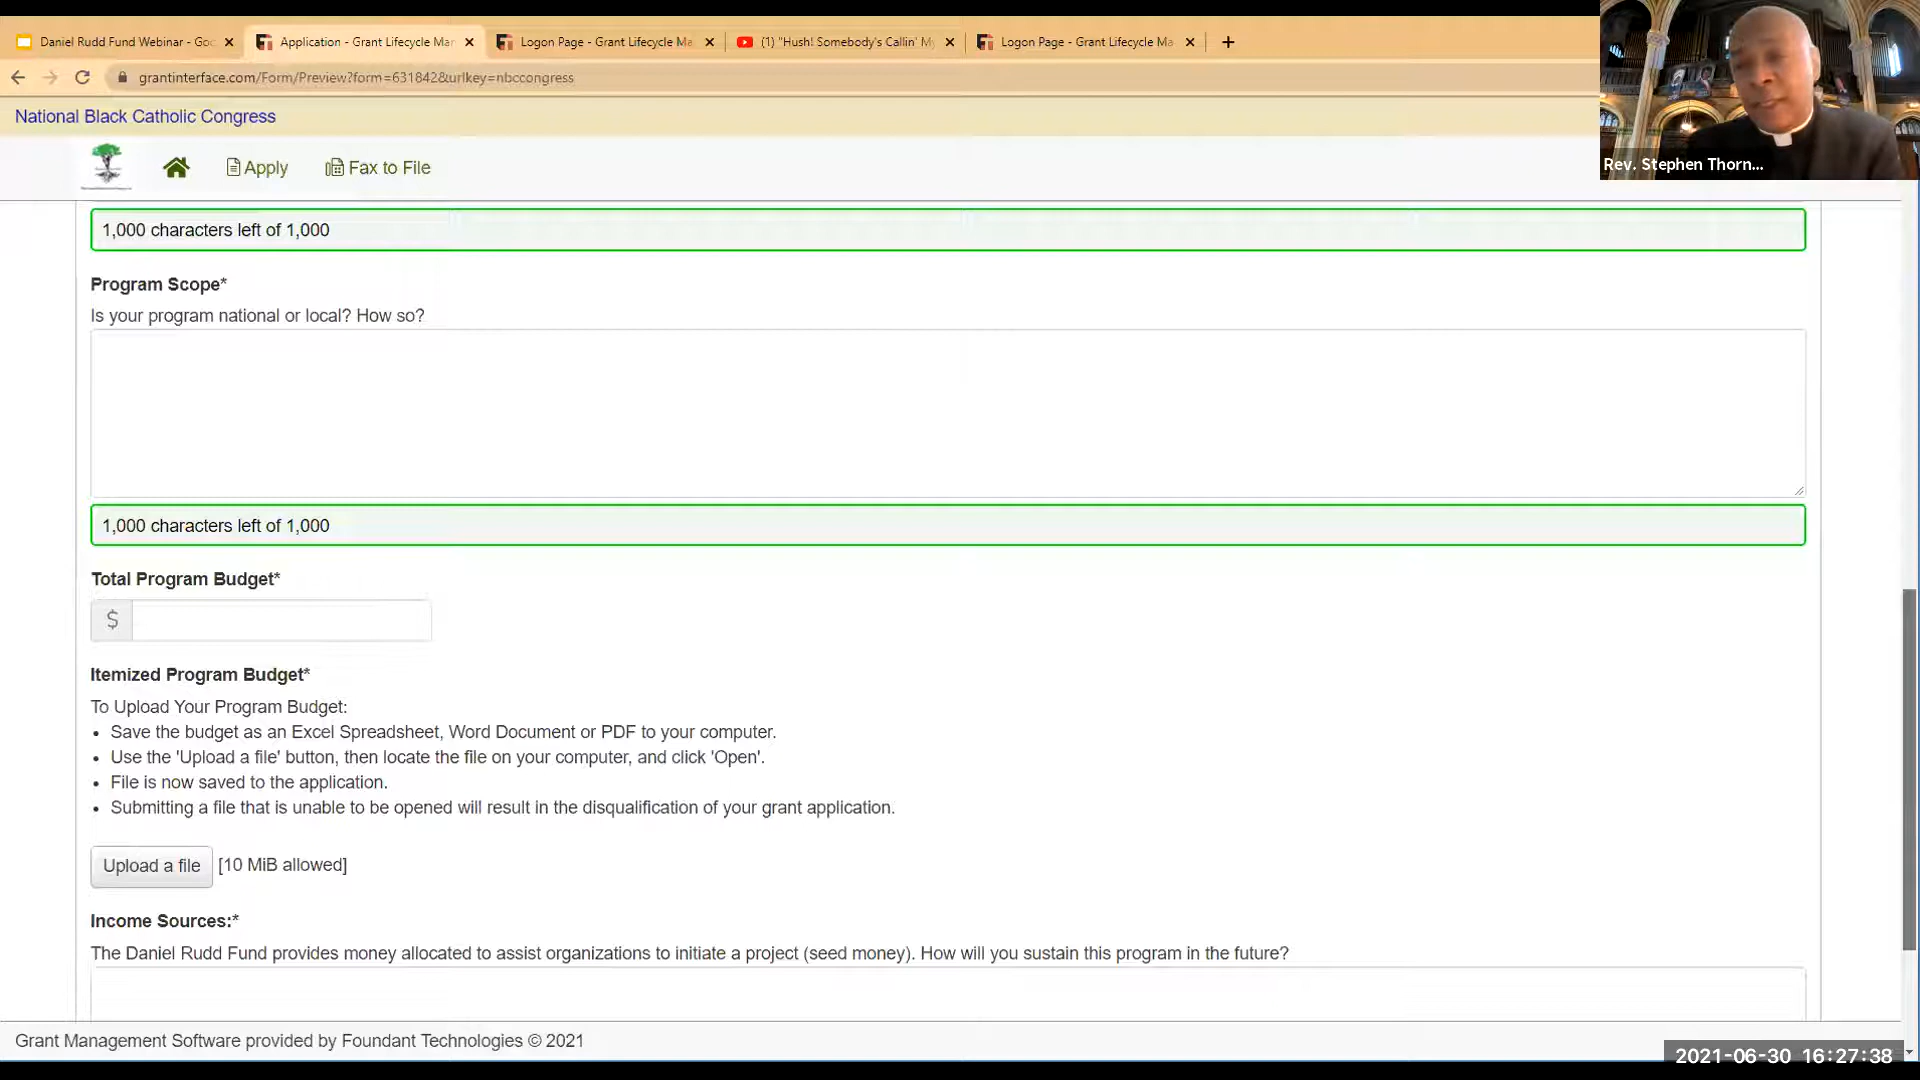 Daniel Rudd Fund Webinar - Goo
Application - Grant Lifecycle Man
Logon Page - Grant Lifecycle Ma
(1) "Hush! Somebody's Callin' My
Logon Page - Grant Lifecycle Ma
grantinterface.com/Form/Preview?form=631842&urlkey=nbccongress
National Black Catholic Congress
Rev. Stephen Thorn...
Apply
Fax to File
1,000 characters left of 1,000
Program Scope*
Is your program national or local? How so?
1,000 characters left of 1,000
Total Program Budget*
$
Itemized Program Budget*
To Upload Your Program Budget:
• Save the budget as an Excel Spreadsheet, Word Document or PDF to your computer.
• Use the 'Upload a file' button, then locate the file on your computer, and click 'Open'.
• File is now saved to the application.
• Submitting a file that is unable to be opened will result in the disqualification of your grant application.
Upload a file [10 MiB allowed]
Income Sources:*
The Daniel Rudd Fund provides money allocated to assist organizations to initiate a project (seed money). How will you sustain this program in the future?
Grant Management Software provided by Foundant Technologies © 2021
2021-06-30 16:27:38